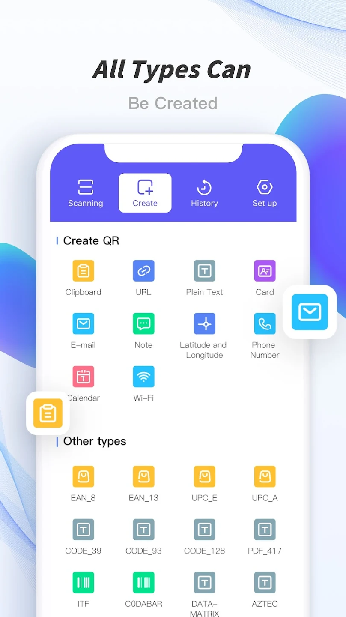 All Types Can
Be Created
Scanning Create History Set up
Create QR
Clipboard URL Plain Text Card
E-mail Note Latitude and Longitude Phone Number
Calendar Wi-Fi
Other types
EAN_8 EAN_13 UPC_E UPC_A
CODE_39 CODE_93 CODE_128 PDF_417
ITF CODABAR DATA-MATRIX AZTEC